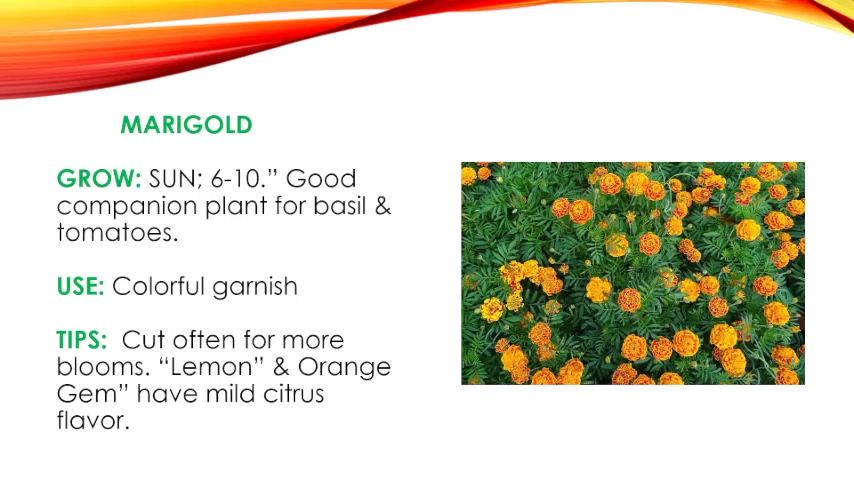 MARIGOLD
GROW: SUN; 6-10.” Good
companion plant for basil &
tomatoes.
USE: Colorful garnish
TIPS:  Cut often for more
blooms. “Lemon” & Orange
Gem” have mild citrus
flavor.